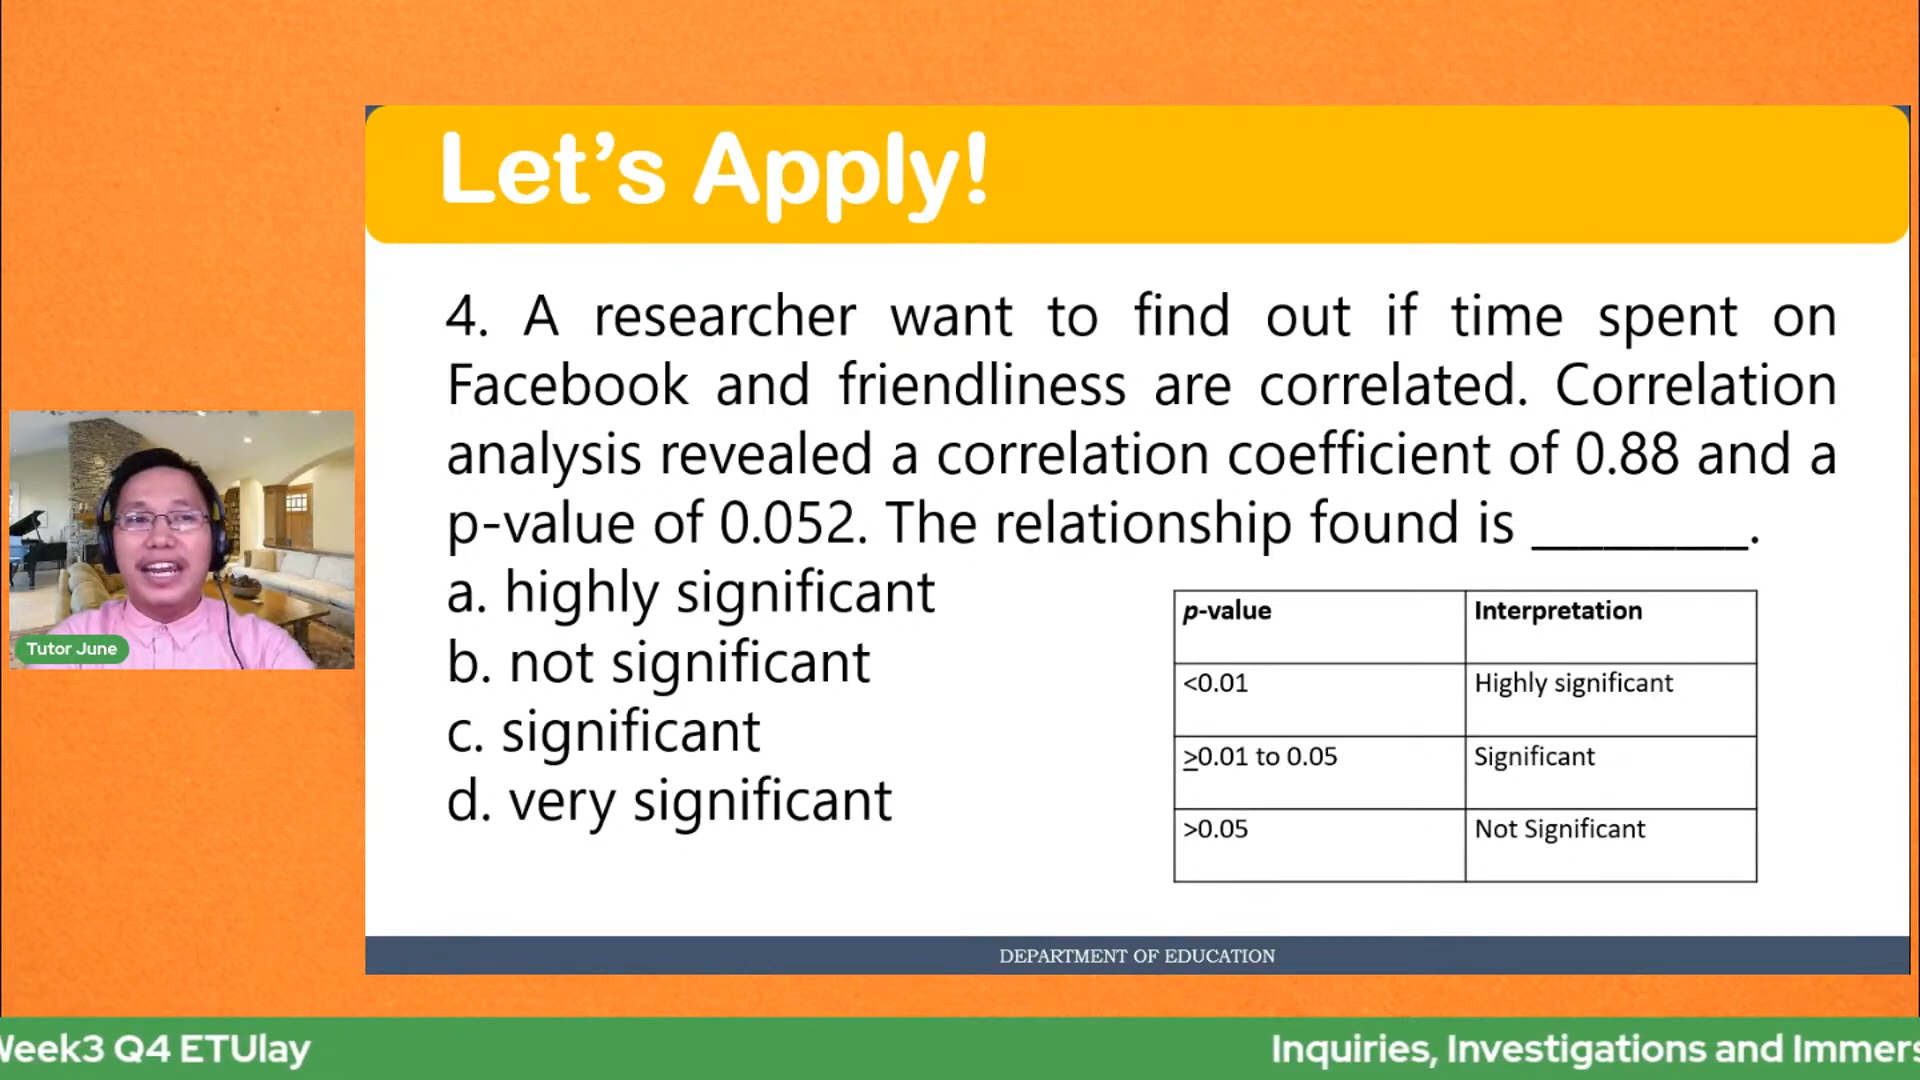 Let's Apply!
4. A researcher want to find out if time spent on
Facebook and friendliness are correlated. Correlation
analysis revealed a correlation coefficient of 0.88 and a
p-value of 0.052. The relationship found is _________.
a. highly significant
b. not significant
c. significant
d. very significant
p-value Interpretation
<0.01 Highly significant
≥0.01 to 0.05 Significant
>0.05 Not Significant
Tutor June
DEPARTMENT OF EDUCATION
Week3 Q4 ETUlay
Inquiries, Investigations and Immers